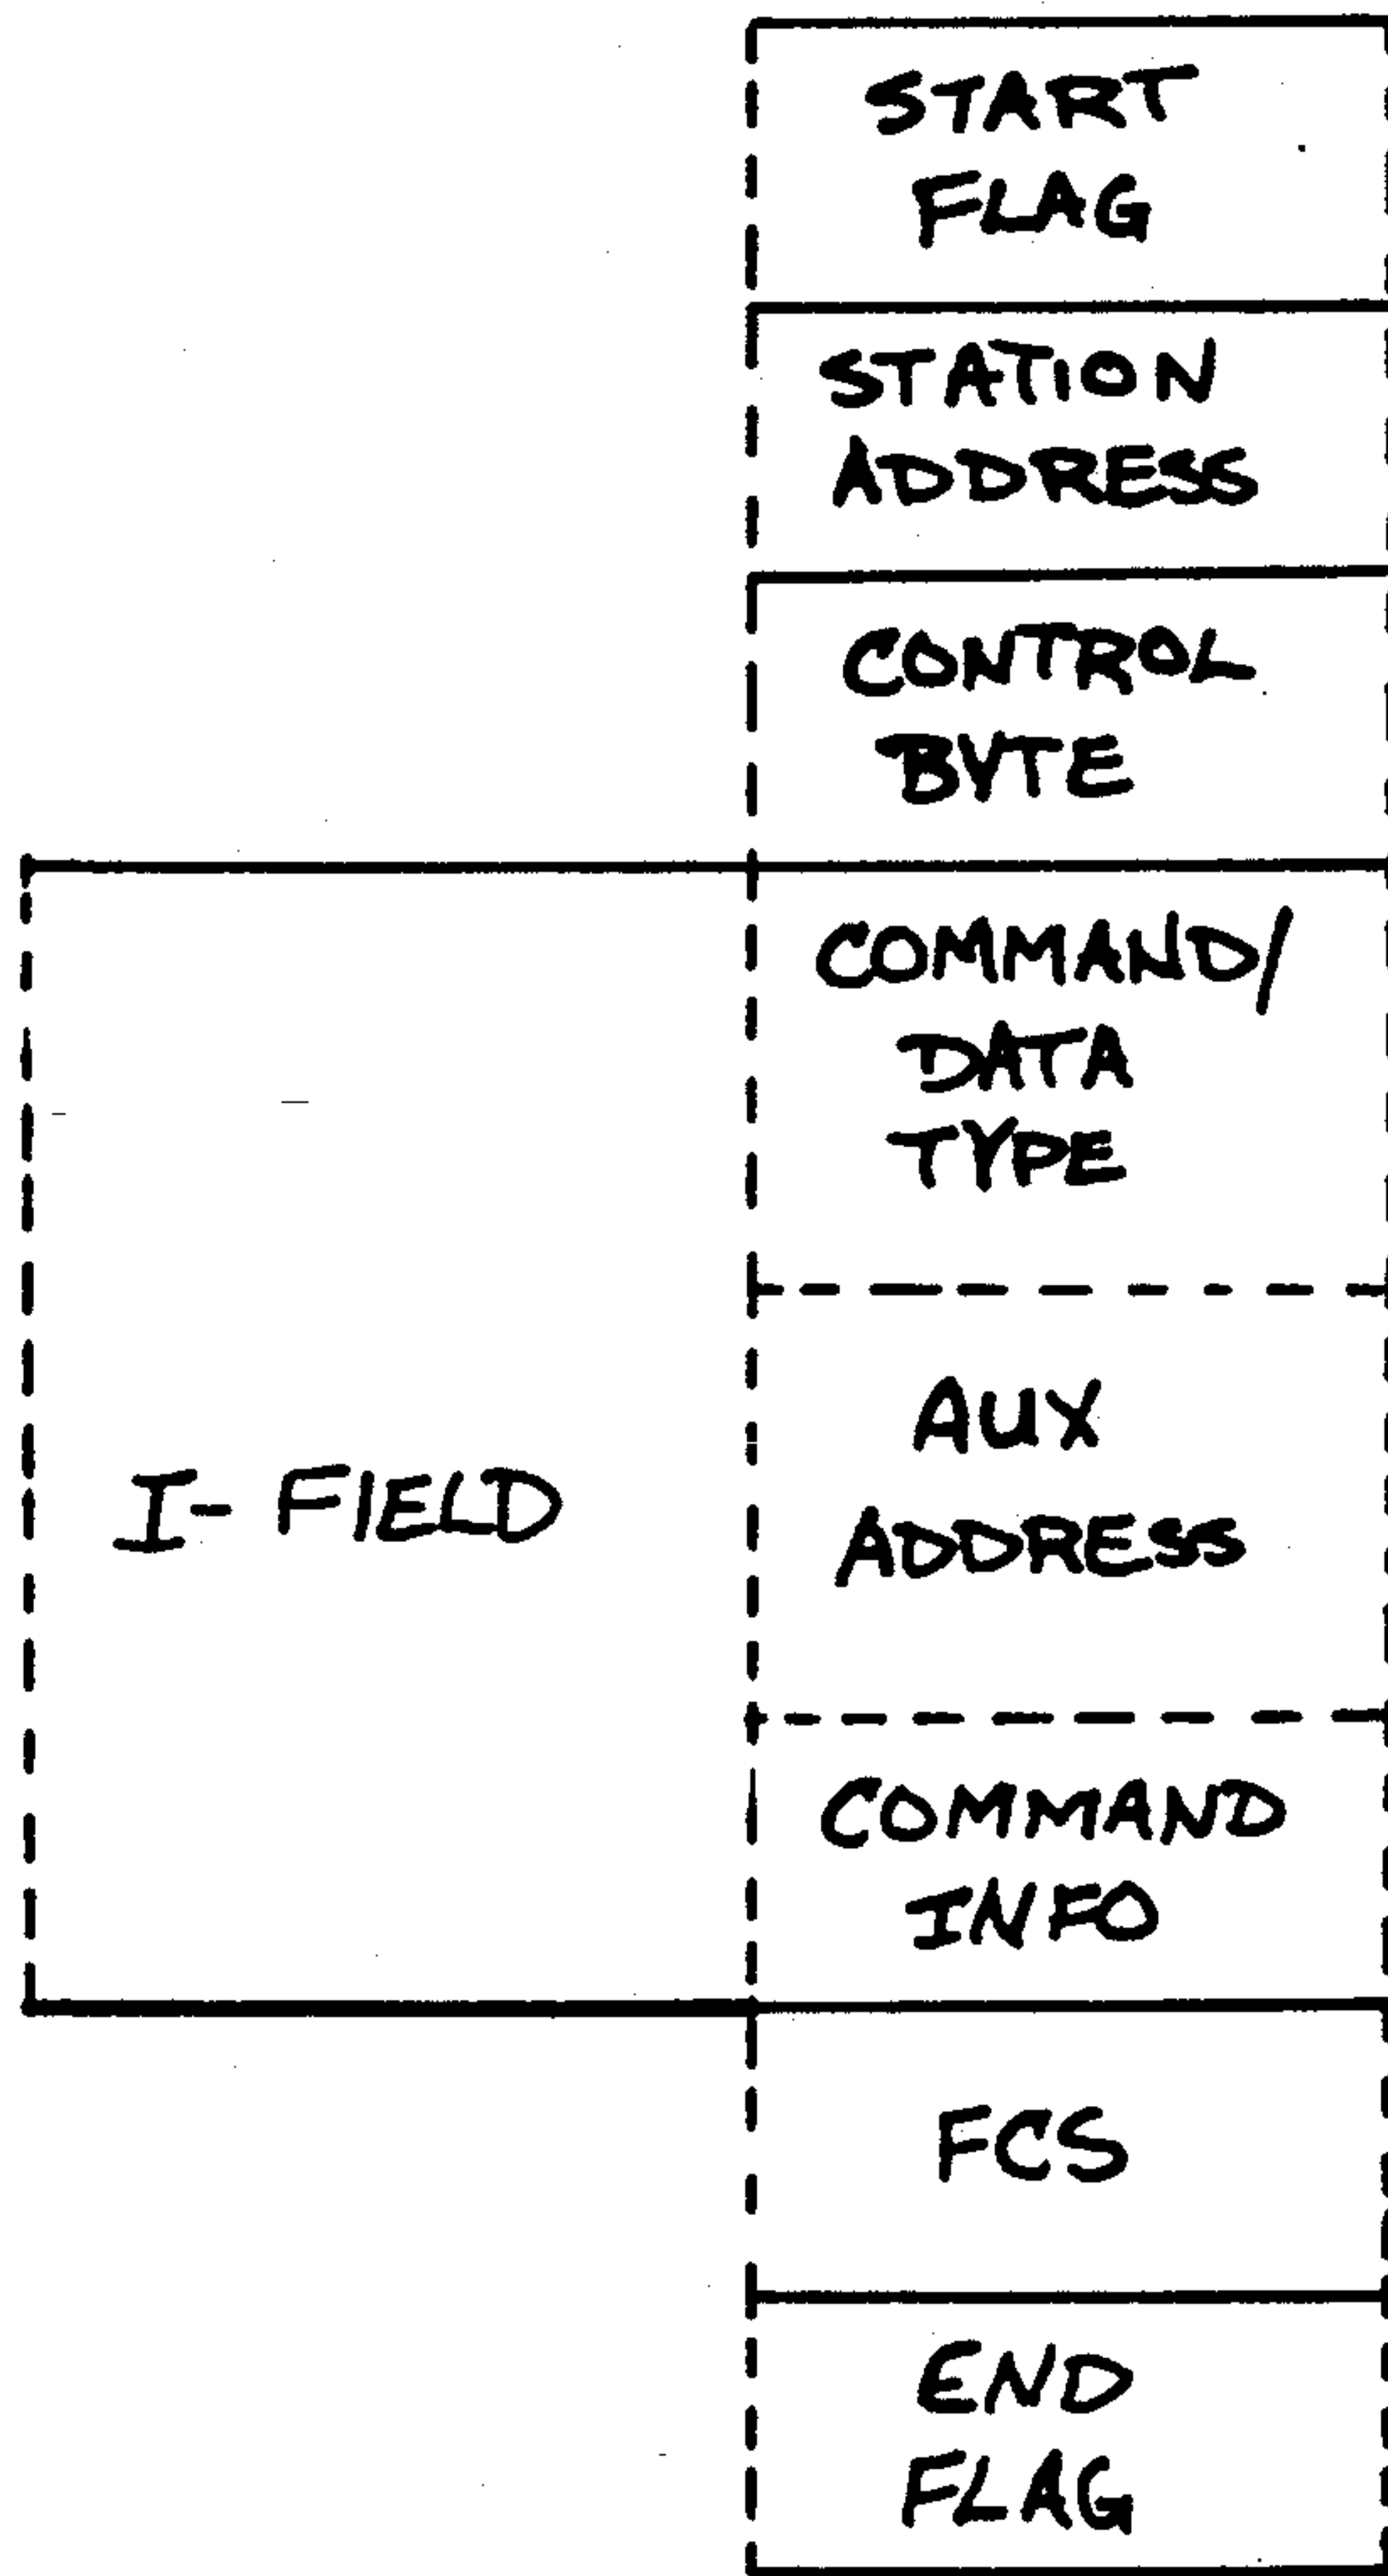 START
FLAG
STATION
ADDRESS
CONTROL
BYTE
COMMAND/
DATA
TYPE
AUX
I- FIELD
ADDRESS
COMMAND
INFO
FCS
END
FLAG